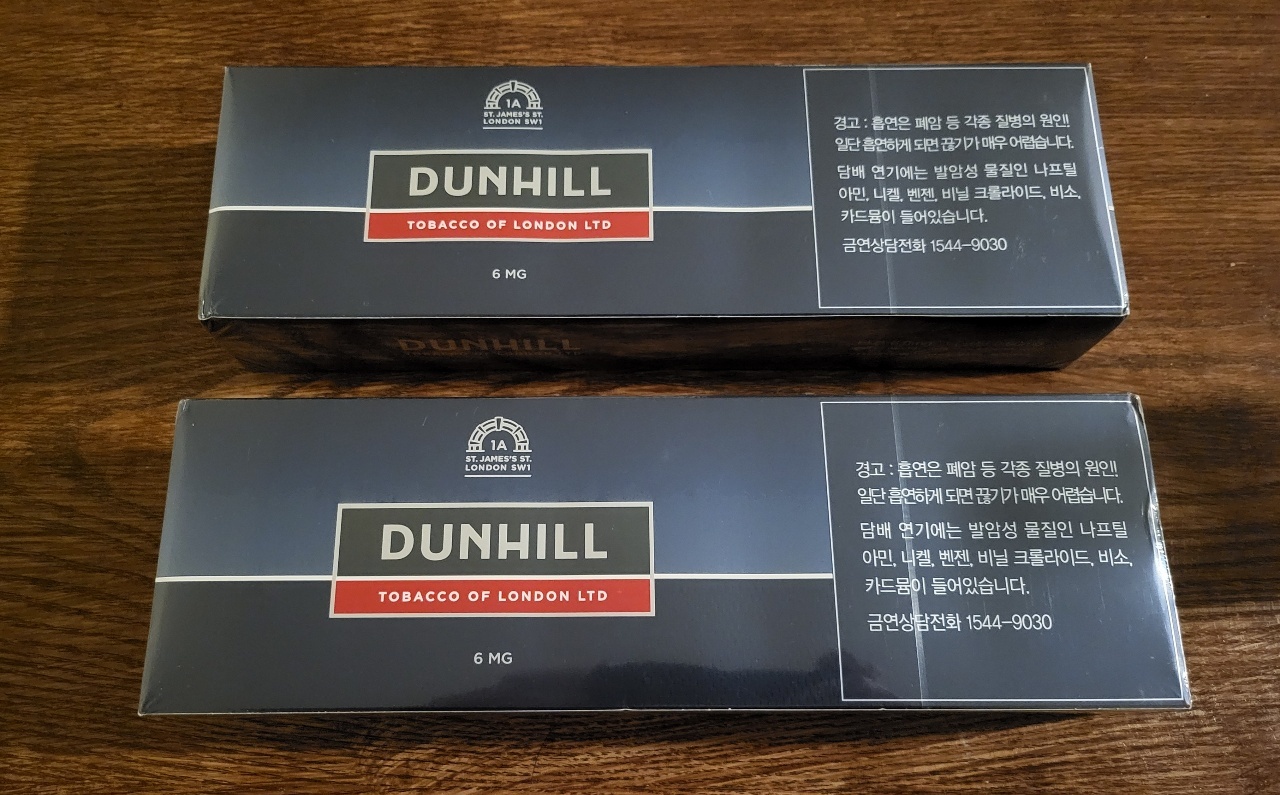 1A
ST. JAMES'S ST.
LONDON SW1
DUNHILL
TOBACCO OF LONDON LTD
6 MG
경고 : 흡연은 폐암 등 각종 질병의 원인!
일단 흡연하게 되면 끊기가 매우 어렵습니다.
담배 연기에는 발암성 물질인 나프틸
아민, 니켈, 벤젠, 비닐 크롤라이드, 비소,
카드뮴이 들어있습니다.
금연상담전화 1544-9030
DUNHILL
1A
ST. JAMES'S ST.
LONDON SW1
DUNHILL
TOBACCO OF LONDON LTD
6 MG
경고 : 흡연은 폐암 등 각종 질병의 원인!
일단 흡연하게 되면 끊기가 매우 어렵습니다.
담배 연기에는 발암성 물질인 나프틸
아민, 니켈, 벤젠, 비닐 크롤라이드, 비소,
카드뮴이 들어있습니다.
금연상담전화 1544-9030